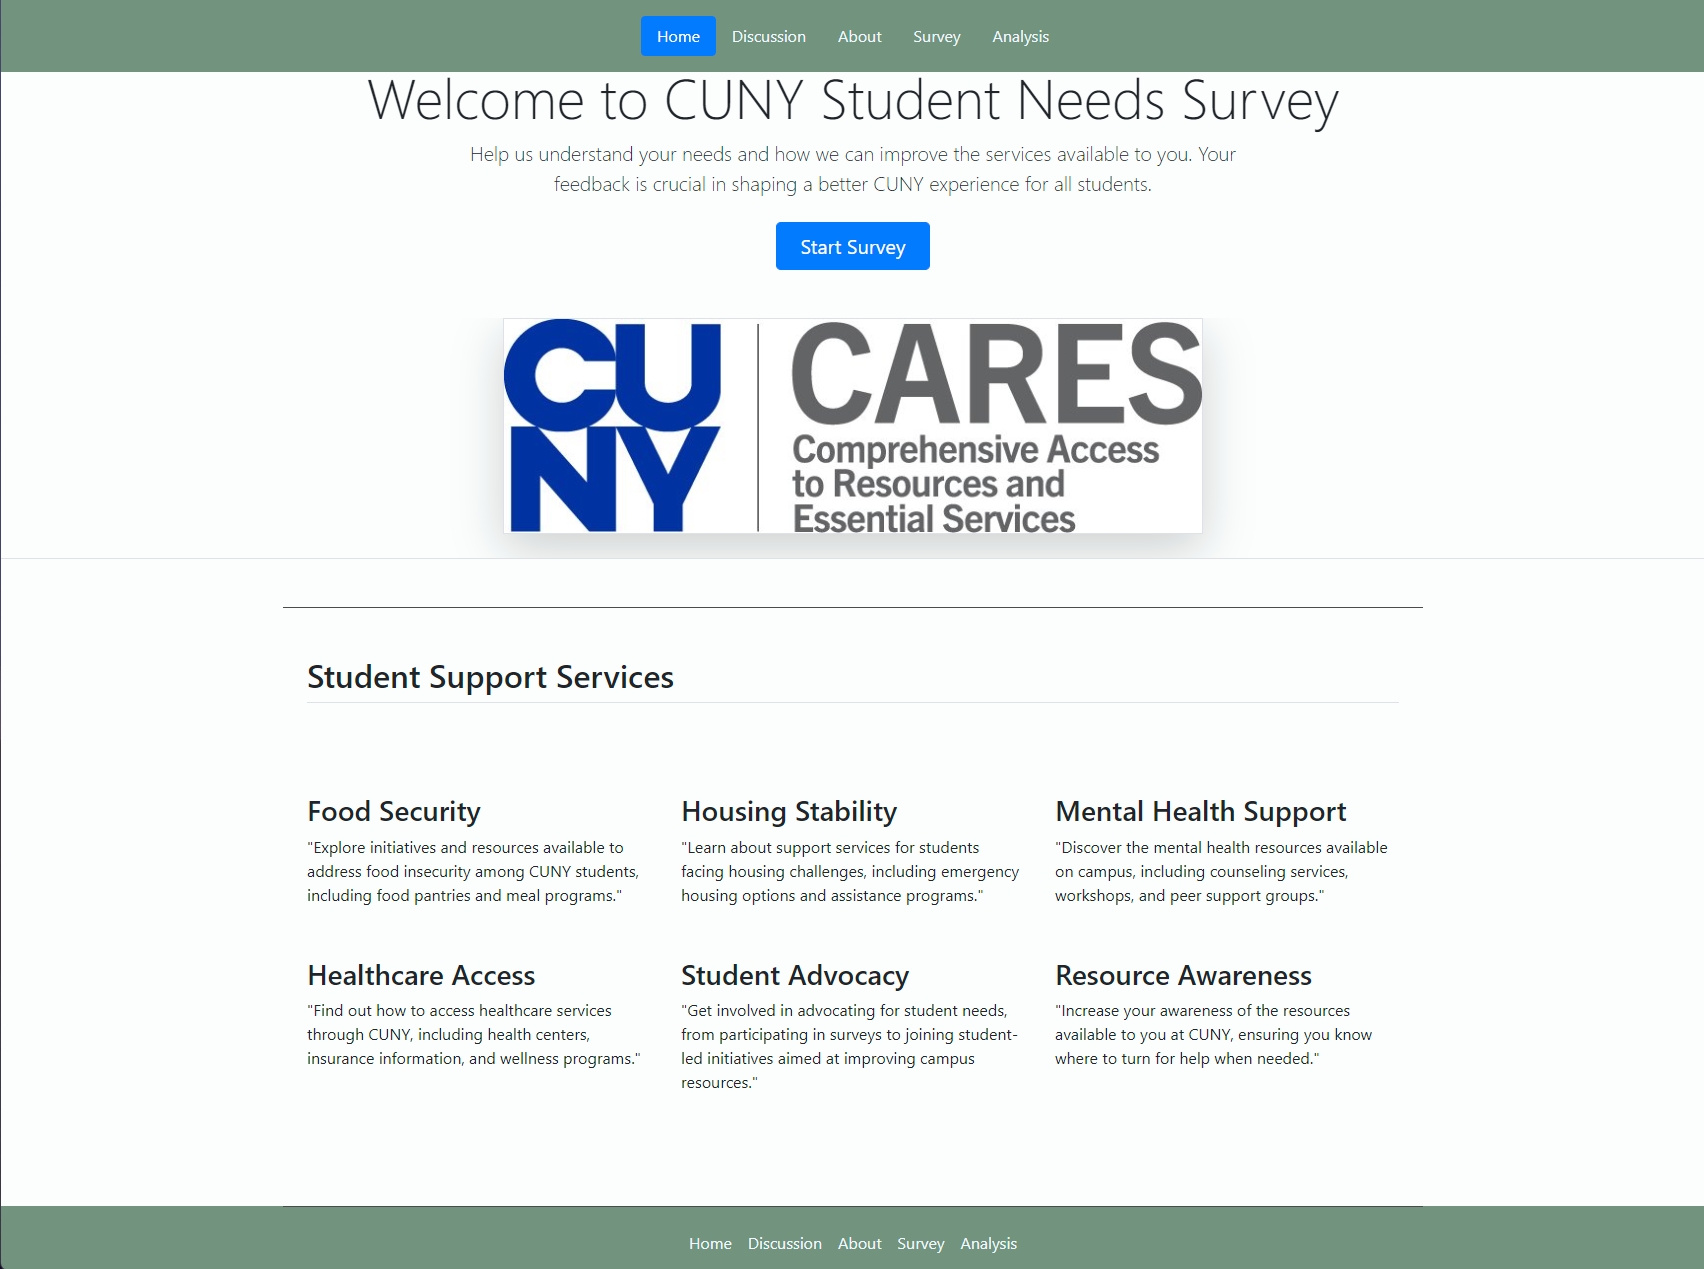 Home Discussion About Survey Analysis
Welcome to CUNY Student Needs Survey
Help us understand your needs and how we can improve the services available to you. Your
feedback is crucial in shaping a better CUNY experience for all students.
Start Survey
CU
NY
CARES
Comprehensive Access
to Resources and
Essential Services
Student Support Services
Food Security
"Explore initiatives and resources available to
address food insecurity among CUNY students,
including food pantries and meal programs."
Housing Stability
"Learn about support services for students
facing housing challenges, including emergency
housing options and assistance programs."
Mental Health Support
"Discover the mental health resources available
on campus, including counseling services,
workshops, and peer support groups."
Healthcare Access
"Find out how to access healthcare services
through CUNY, including health centers,
insurance information, and wellness programs."
Student Advocacy
"Get involved in advocating for student needs,
from participating in surveys to joining student-
led initiatives aimed at improving campus
resources."
Resource Awareness
"Increase your awareness of the resources
available to you at CUNY, ensuring you know
where to turn for help when needed."
Home Discussion About Survey Analysis